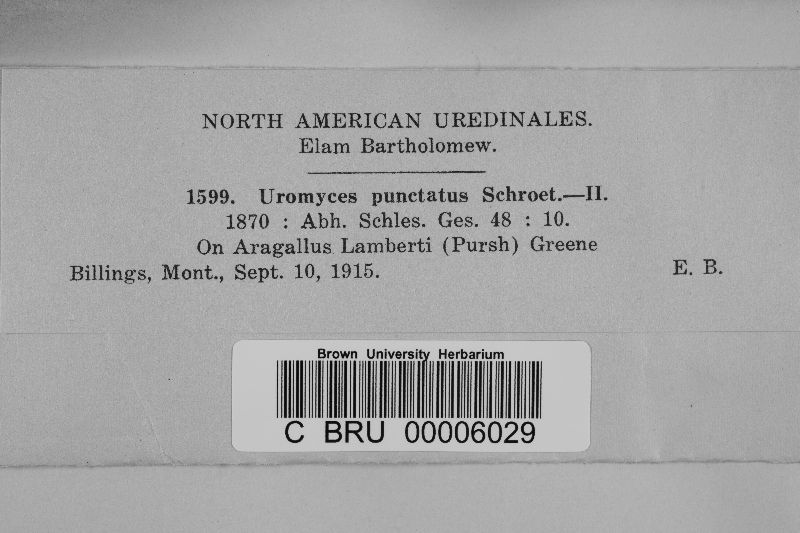 NORTH AMERICAN UREDINALES.
Elam Bartholomew.
1599. Uromyces punctatus Schroet.—II.
1870 : Abh. Schles. Ges. 48 : 10.
On Aragallus Lamberti (Pursh) Greene
Billings, Mont., Sept. 10, 1915. E. B.
Brown University Herbarium
C BRU 00006029